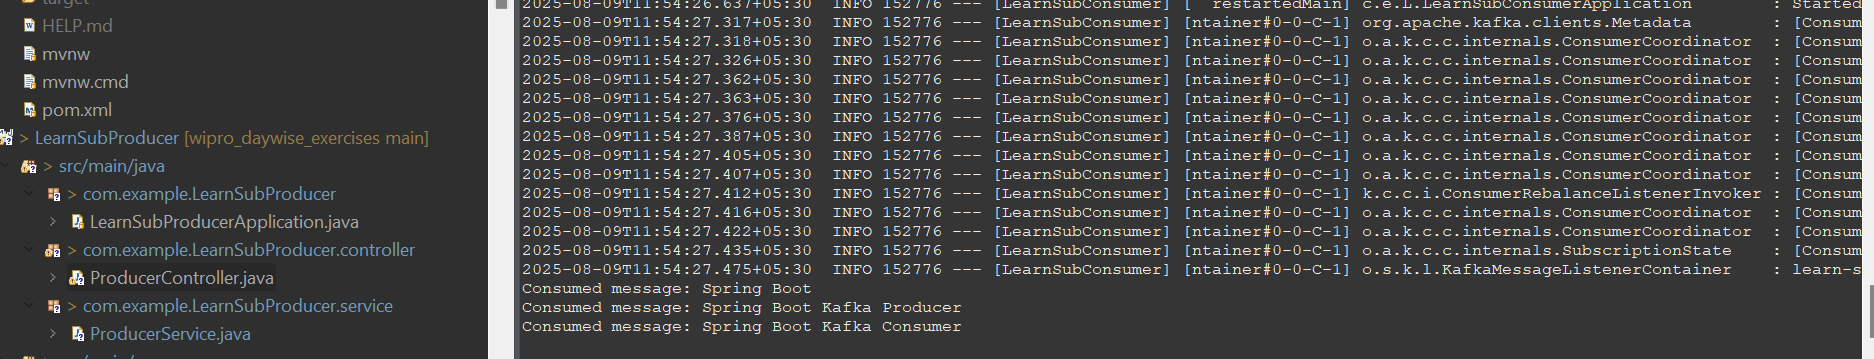 target
HELP.md
mvnw
mvnw.cmd
pom.xml
> LearnSubProducer [wipro_daywise_exercises main]
> src/main/java
> com.example.LearnSubProducer
> LearnSubProducerApplication.java
> com.example.LearnSubProducer.controller
> ProducerController.java
> com.example.LearnSubProducer.service
> ProducerService.java
2025-08-09T11:54:26.637+05:30 INFO 152776 --- [LearnSubConsumer] [ restartedMain] c.e.L.LearnSubConsumerApplication : Started
2025-08-09T11:54:27.317+05:30 INFO 152776 --- [LearnSubConsumer] [ntainer#0-0-C-1] org.apache.kafka.clients.Metadata : [Consum
2025-08-09T11:54:27.318+05:30 INFO 152776 --- [LearnSubConsumer] [ntainer#0-0-C-1] o.a.k.c.c.internals.ConsumerCoordinator : [Consum
2025-08-09T11:54:27.326+05:30 INFO 152776 --- [LearnSubConsumer] [ntainer#0-0-C-1] o.a.k.c.c.internals.ConsumerCoordinator : [Consum
2025-08-09T11:54:27.362+05:30 INFO 152776 --- [LearnSubConsumer] [ntainer#0-0-C-1] o.a.k.c.c.internals.ConsumerCoordinator : [Consum
2025-08-09T11:54:27.363+05:30 INFO 152776 --- [LearnSubConsumer] [ntainer#0-0-C-1] o.a.k.c.c.internals.ConsumerCoordinator : [Consum
2025-08-09T11:54:27.376+05:30 INFO 152776 --- [LearnSubConsumer] [ntainer#0-0-C-1] o.a.k.c.c.internals.ConsumerCoordinator : [Consum
2025-08-09T11:54:27.387+05:30 INFO 152776 --- [LearnSubConsumer] [ntainer#0-0-C-1] o.a.k.c.c.internals.ConsumerCoordinator : [Consum
2025-08-09T11:54:27.405+05:30 INFO 152776 --- [LearnSubConsumer] [ntainer#0-0-C-1] o.a.k.c.c.internals.ConsumerCoordinator : [Consum
2025-08-09T11:54:27.407+05:30 INFO 152776 --- [LearnSubConsumer] [ntainer#0-0-C-1] o.a.k.c.c.internals.ConsumerCoordinator : [Consum
2025-08-09T11:54:27.412+05:30 INFO 152776 --- [LearnSubConsumer] [ntainer#0-0-C-1] k.c.c.i.ConsumerRebalanceListenerInvoker : [Consum
2025-08-09T11:54:27.416+05:30 INFO 152776 --- [LearnSubConsumer] [ntainer#0-0-C-1] o.a.k.c.c.internals.ConsumerCoordinator : [Consum
2025-08-09T11:54:27.422+05:30 INFO 152776 --- [LearnSubConsumer] [ntainer#0-0-C-1] o.a.k.c.c.internals.ConsumerCoordinator : [Consum
2025-08-09T11:54:27.435+05:30 INFO 152776 --- [LearnSubConsumer] [ntainer#0-0-C-1] o.a.k.c.c.internals.SubscriptionState : [Consum
2025-08-09T11:54:27.475+05:30 INFO 152776 --- [LearnSubConsumer] [ntainer#0-0-C-1] o.s.k.l.KafkaMessageListenerContainer : learn-s
Consumed message: Spring Boot
Consumed message: Spring Boot Kafka Producer
Consumed message: Spring Boot Kafka Consumer